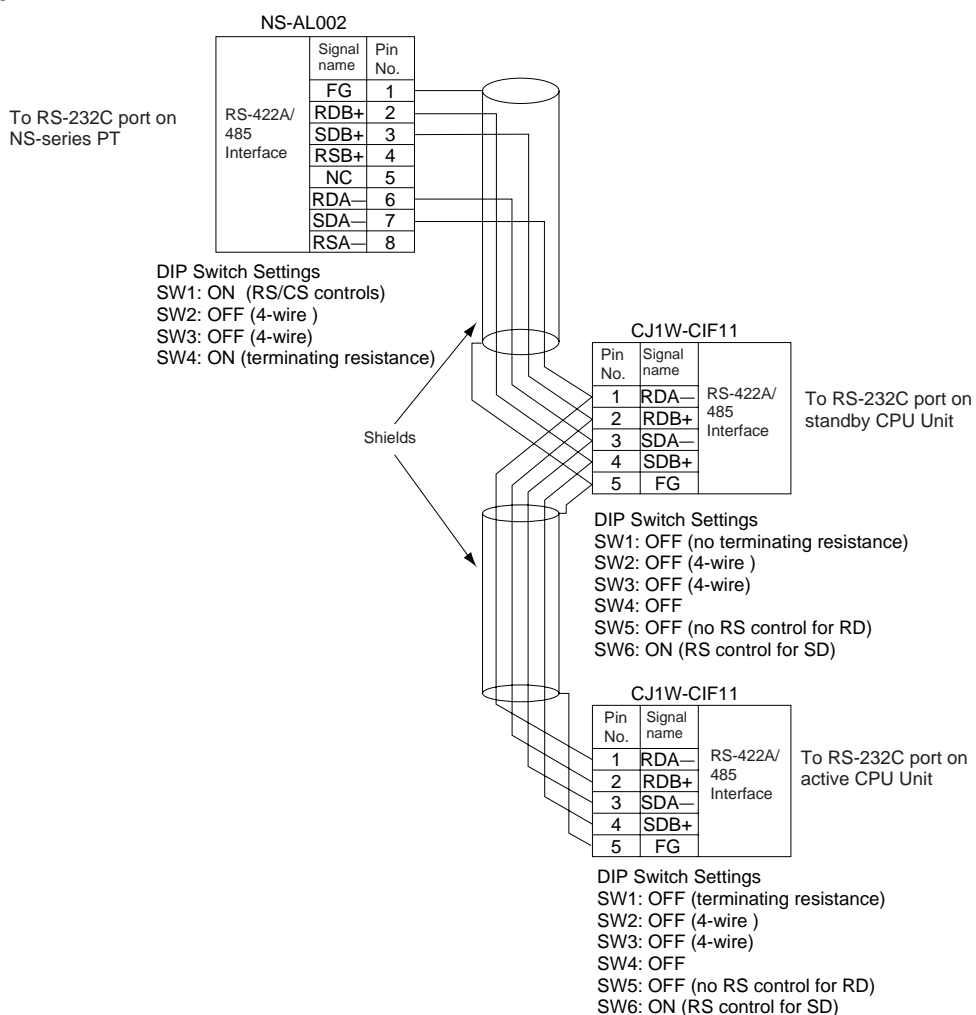 NS-AL002
Signal name Pin No.
FG 1
RDB+ 2
SDB+ 3
RSB+ 4
NC 5
RDA— 6
SDA— 7
RSA— 8
RS-422A/
485
Interface
To RS-232C port on
NS-series PT
DIP Switch Settings
SW1: ON (RS/CS controls)
SW2: OFF (4-wire )
SW3: OFF (4-wire)
SW4: ON (terminating resistance)
Shields
CJ1W-CIF11
Pin No. Signal name
1 RDA—
2 RDB+
3 SDA—
4 SDB+
5 FG
RS-422A/
485
Interface
To RS-232C port on
standby CPU Unit
DIP Switch Settings
SW1: OFF (no terminating resistance)
SW2: OFF (4-wire )
SW3: OFF (4-wire)
SW4: OFF
SW5: OFF (no RS control for RD)
SW6: ON (RS control for SD)
CJ1W-CIF11
Pin No. Signal name
1 RDA—
2 RDB+
3 SDA—
4 SDB+
5 FG
RS-422A/
485
Interface
To RS-232C port on
active CPU Unit
DIP Switch Settings
SW1: OFF (terminating resistance)
SW2: OFF (4-wire )
SW3: OFF (4-wire)
SW4: OFF
SW5: OFF (no RS control for RD)
SW6: ON (RS control for SD)